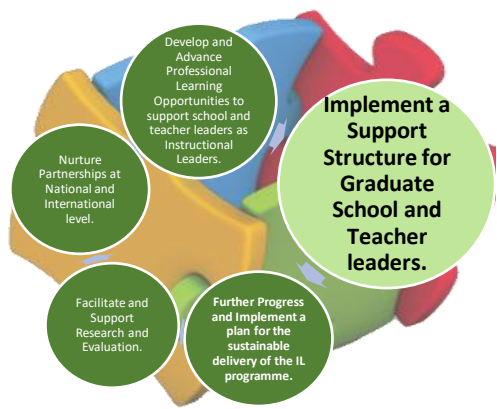 Develop and
Advance
Professional
Learning
Opportunities to
support school and
teacher leaders as
Instructional
Leaders.
Implement a
Support
Structure for
Graduate
School and
Teacher
leaders.
Nurture
Partnerships at
National and
International
level.
Facilitate and
Support
Research and
Evaluation.
Further Progress
and Implement a
plan for the
sustainable
delivery of the IL
programme.